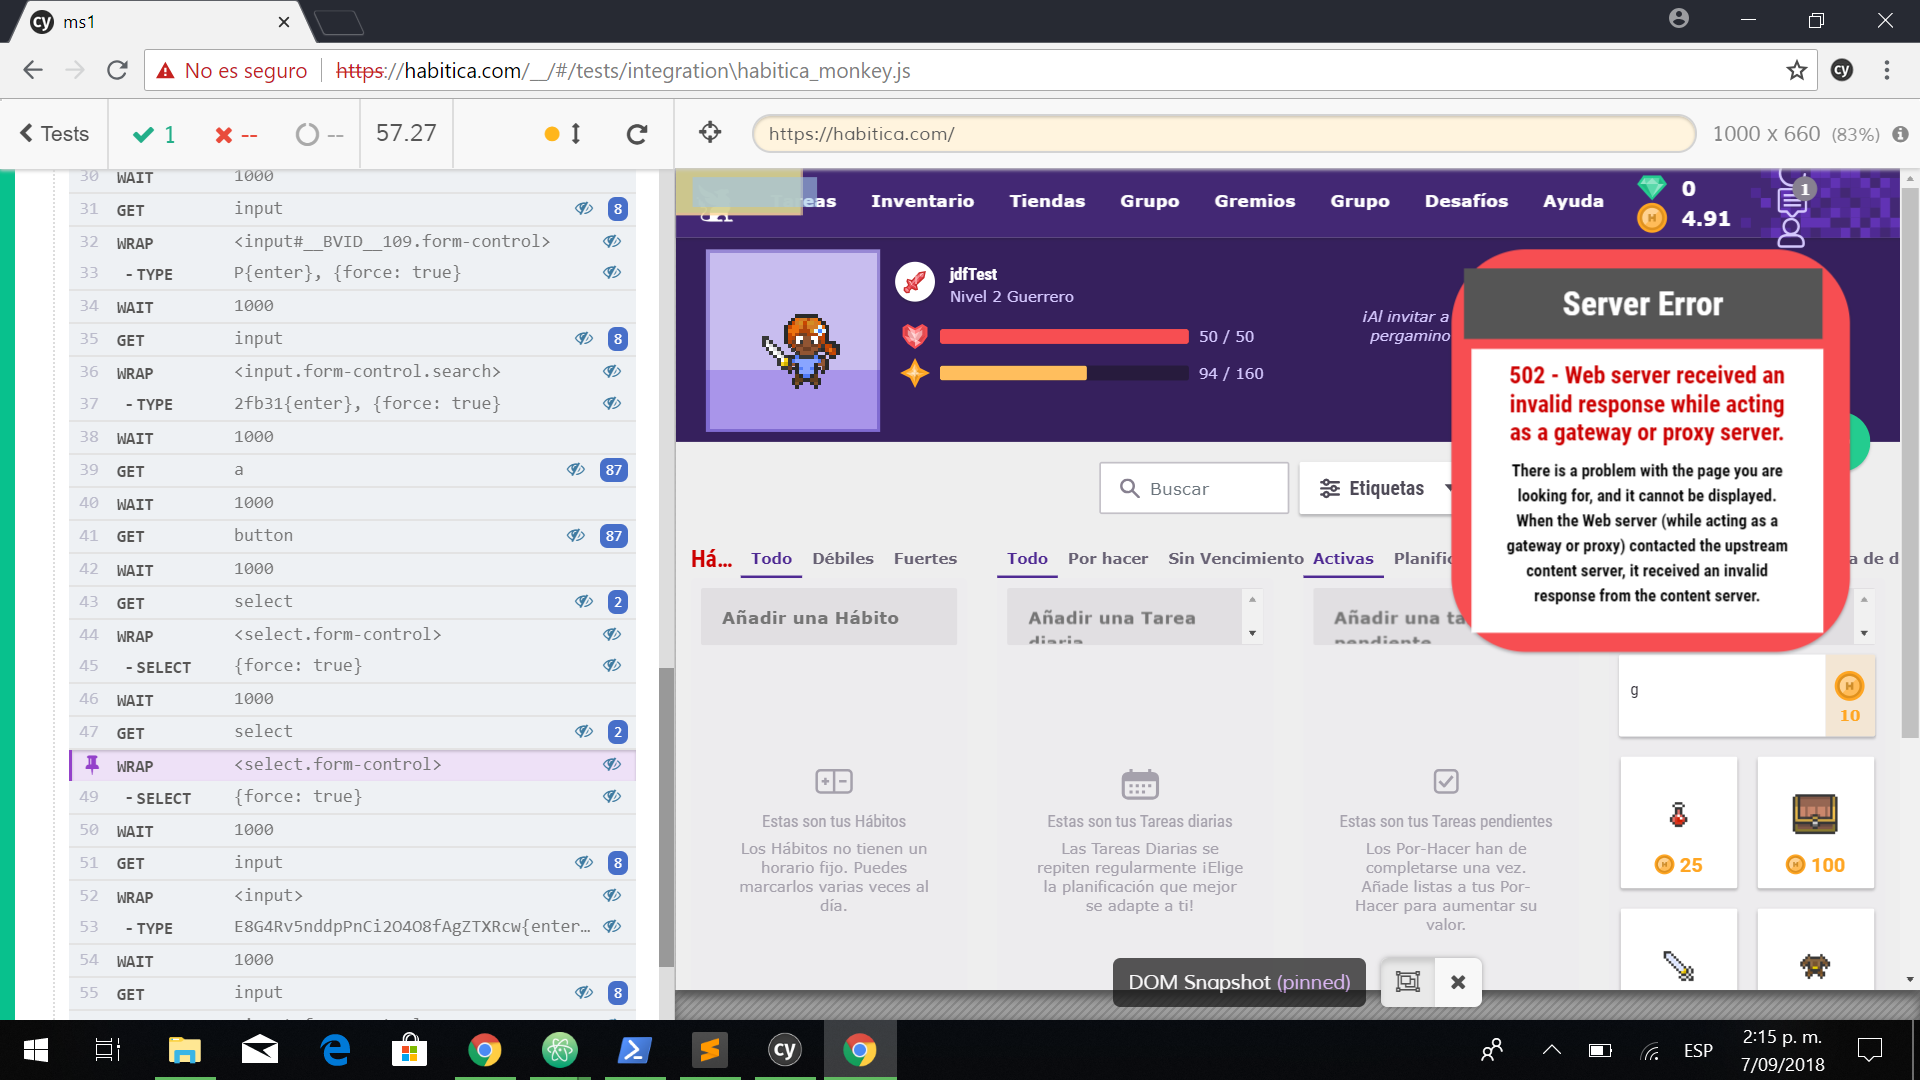 cy ms1
No es seguro https://habitica.com/__/#/tests/integration\habitica_monkey.js cy
Tests 1 -- -- 57.27
https://habitica.com/ 1000 x 660 (83%)
30 WAIT 1000
31 GET input 8
32 WRAP <input#__BVID__109.form-control>
33 - TYPE P{enter}, {force: true}
34 WAIT 1000
35 GET input 8
36 WRAP <input.form-control.search>
37 - TYPE 2fb31{enter}, {force: true}
38 WAIT 1000
39 GET a 87
40 WAIT 1000
41 GET button 87
42 WAIT 1000
43 GET select 2
44 WRAP <select.form-control>
45 - SELECT {force: true}
46 WAIT 1000
47 GET select 2
WRAP <select.form-control>
49 - SELECT {force: true}
50 WAIT 1000
51 GET input 8
52 WRAP <input>
53 - TYPE E8G4Rv5nddpPnCi2O4O8fAgZTXRcw{enter...
54 WAIT 1000
55 GET input 8
Tareas Inventario Tiendas Grupo Gremios Grupo Desafíos Ayuda
0
4.91
1
jdfTest
Nivel 2 Guerrero
50 / 50
94 / 160
¡Al invitar a
pergamino
Server Error
502 - Web server received an
invalid response while acting
as a gateway or proxy server.
There is a problem with the page you are
looking for, and it cannot be displayed.
When the Web server (while acting as a
gateway or proxy) contacted the upstream
content server, it received an invalid
response from the content server.
Buscar
Etiquetas
Há... Todo Débiles Fuertes
Todo Por hacer Sin Vencimiento
Activas Planific
a de d
Añadir una Hábito
Añadir una Tarea
diaria
Añadir una ta
pendiente
g
10
Estas son tus Hábitos
Los Hábitos no tienen un
horario fijo. Puedes
marcarlos varias veces al
día.
Estas son tus Tareas diarias
Las Tareas Diarias se
repiten regularmente ¡Elige
la planificación que mejor
se adapte a ti!
Estas son tus Tareas pendientes
Los Por-Hacer han de
completarse una vez.
Añade listas a tus Por-
Hacer para aumentar su
valor.
25
100
DOM Snapshot (pinned)
cy
ESP
2:15 p. m.
7/09/2018